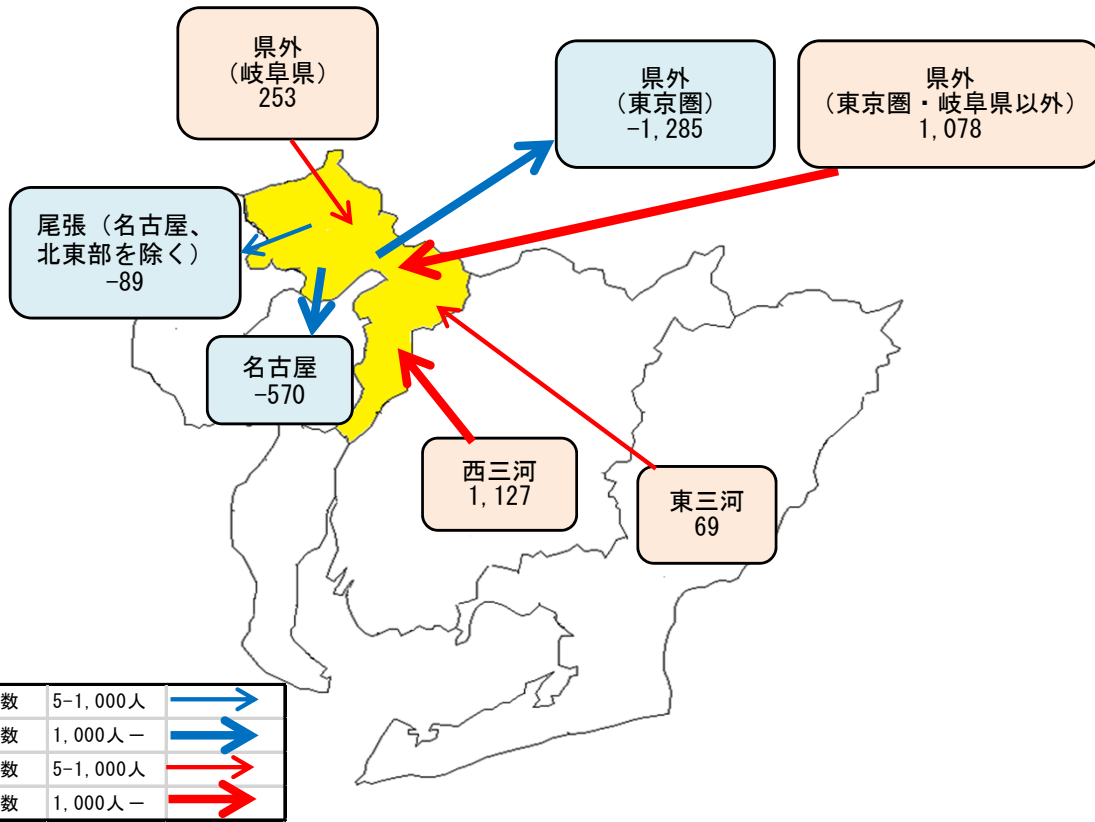 県外
（岐阜県）
253
県外
（東京圏）
-1,285
県外
（東京圏・岐阜県以外）
1,078
尾張（名古屋、
北東部を除く）
-89
名古屋
-570
西三河
1,127
東三河
69
数 5-1,000人
数 1,000人－
数 5-1,000人
数 1,000人－